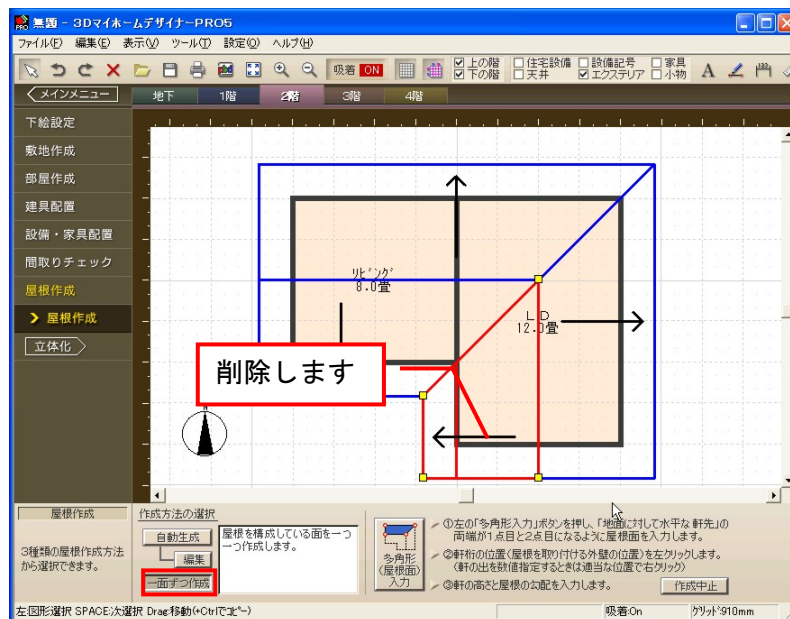 無題 - 3DマイホームデザイナーPRO5
ファイル(F) 編集(E) 表示(V) ツール(T) 設定(O) ヘルプ(H)
吸着 ON
上の階 住宅設備 設備記号 家具
下の階 天井 エクステリア 小物
メインメニュー
地下 1階 2階 3階 4階
下絵設定
敷地作成
部屋作成
建具配置
設備・家具配置
間取りチェック
屋根作成
屋根作成
立体化
リビング
8.0畳
L D
12.0畳
削除します
屋根作成
3種類の屋根作成方法
から選択できます。
作成方法の選択
自動生成
編集
一面ずつ作成
屋根を構成している面を一つ
一つ作成します。
多角形
(屋根面)
入力
①左の「多角形入力」ボタンを押し、「地面に対して水平な 軒先」の
両端が1点目と2点目になるように屋根面を入力します。
②軒桁の位置(屋根を取り付ける外壁の位置)を左クリックします。
(軒の出を数値指定するときは適当な位置で右クリック)
③軒の高さと屋根の勾配を入力します。
作成中止
左:図形選択 SPACE:次選択 Drag:移動(+Ctrlでコピー)
吸着:On
グリッド:910mm